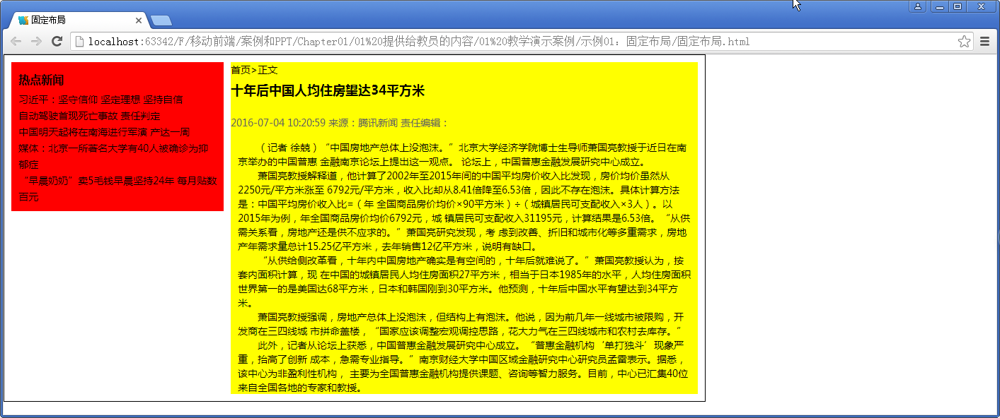 固定布局
localhost:63342/F/移动前端/案例和PPT/Chapter01/01%20提供给教员的内容/01%20教学演示案例/示例01：固定布局/固定布局.html
热点新闻
习近平：坚守信仰 坚定理想 坚持自信
自动驾驶首现死亡事故 责任判定
中国明天起将在南海进行军演 产达一周
媒体：北京一所著名大学有40人被确诊为抑
郁症
“早晨奶奶”卖5毛钱早晨坚持24年 每月贴数
百元
首页>正文
十年后中国人均住房望达34平方米
2016-07-04 10:20:59 来源：腾讯新闻 责任编辑：
（ 记者 徐兢 ）“中国房地产总体上没泡沫。”北京大学经济学院博士生导师萧国亮教授于近日在南
京举办的中国普惠 金融南京论坛上提出这一观点。 论坛上，中国普惠金融发展研究中心成立。
萧国亮教授解释道，他计算了2002年至2015年间的中国平均房价收入比发现，房价均价虽然从
2250元/平方米涨至 6792元/平方米，收入比却从8.41倍降至6.53倍，因此不存在泡沫。具体计算方法
是：中国平均房价收入比=（年 全国商品房价均价×90平方米）÷（城镇居民可支配收入×3人）。以
2015年为例，年全国商品房价均价6792元，城 镇居民可支配收入31195元，计算结果是6.53倍。“从供
需关系看，房地产还是供不应求的。”萧国亮研究发现，考 虑到改善、折旧和城市化等多重需求，房地
产年需求量总计15.25亿平方米，去年销售12亿平方米，说明有缺口。
“从供给侧改革看，十年内中国房地产确实是有空间的，十年后就难说了。”萧国亮教授认为，按
套内面积计算，现 在中国的城镇居民人均住房面积27平方米，相当于日本1985年的水平，人均住房面积
世界第一的是美国达68平方米，日本和韩国刚到30平方米。他预测，十年后中国水平有望达到34平方
米。
萧国亮教授强调，房地产总体上没泡沫，但结构上有泡沫。他说，因为前几年一线城市被限购，开
发商在三四线城 市拼命盖楼，“国家应该调整宏观调控思路，花大力气在三四线城市和农村去库存。”
此外，记者从论坛上获悉，中国普惠金融发展研究中心成立。“普惠金融机构‘单打独斗’现象严
重，抬高了创新 成本，急需专业指导。”南京财经大学中国区域金融研究中心研究员孟雷表示。据悉，
该中心为非盈利性机构， 主要为全国普惠金融机构提供课题、咨询等智力服务。目前，中心已汇集40位
来自全国各地的专家和教授。